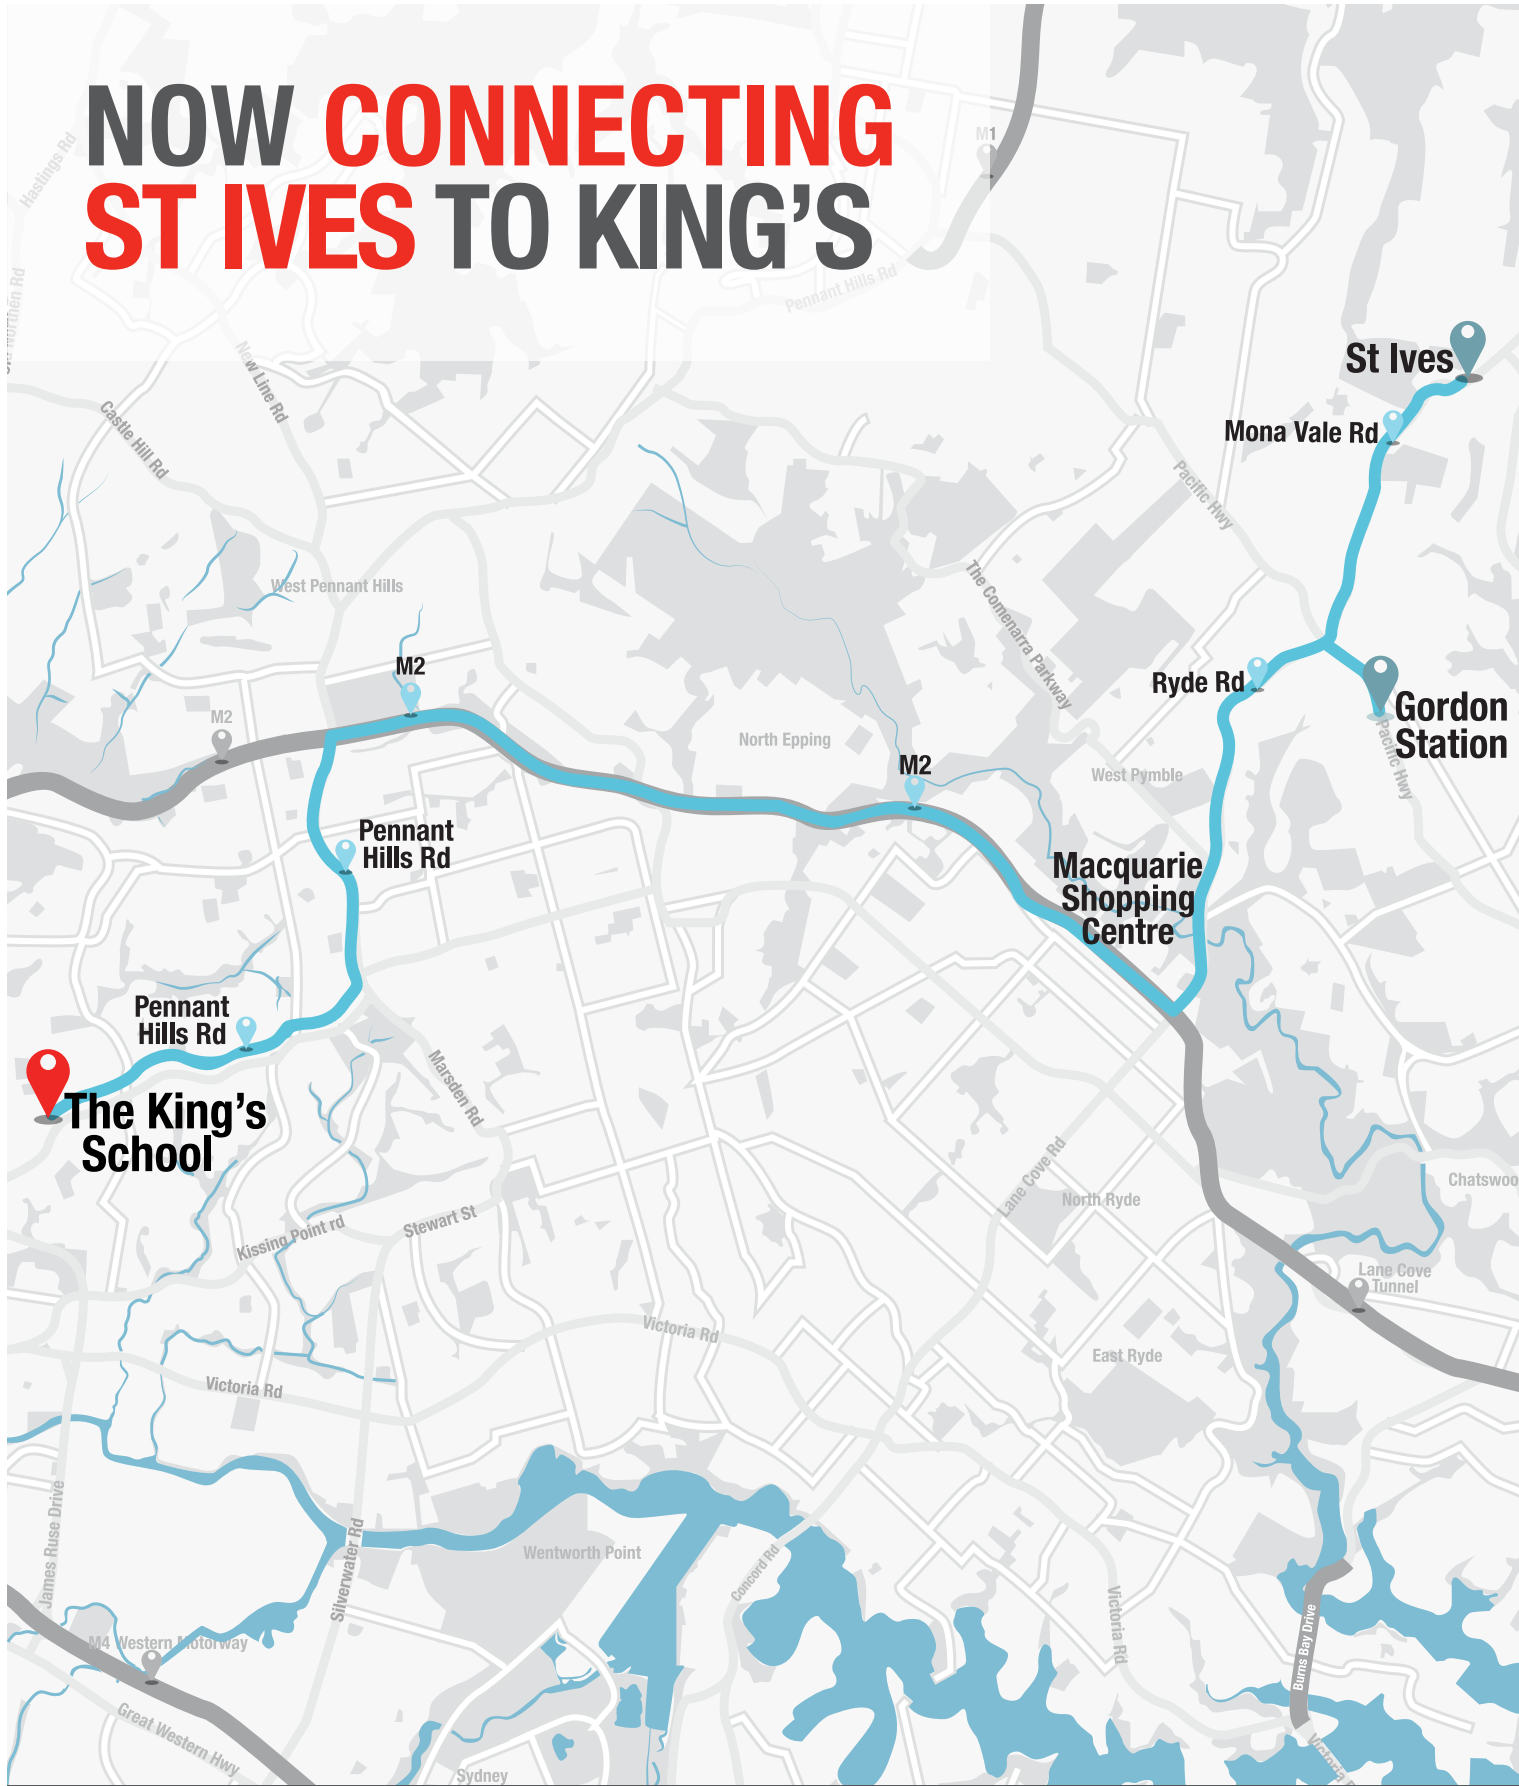 NOW CONNECTING
ST IVES TO KING'S
M1
Hastings Rd
Pennant Hills Rd
New Line Rd
Castle Hill Rd
St Ives
Mona Vale Rd
Pacific Hwy
West Pennant Hills
The Comenarra Parkway
M2
Ryde Rd
Gordon
Station
Pacific Hwy
M2
North Epping
M2
West Pymble
Pennant
Hills Rd
Macquarie
Shopping
Centre
Pennant
Hills Rd
Marsden Rd
The King's
School
Lane Cove Rd
North Ryde
Chatswoo
Kissing Point rd
Stewart St
Lane Cove
Tunnel
Victoria Rd
East Ryde
Victoria Rd
James Ruse Drive
Silverwater Rd
Wentworth Point
Concord Rd
Victoria Rd
Burns Bay Drive
M4 Western Motorway
Great Western Hwy
Victoria
Sydney